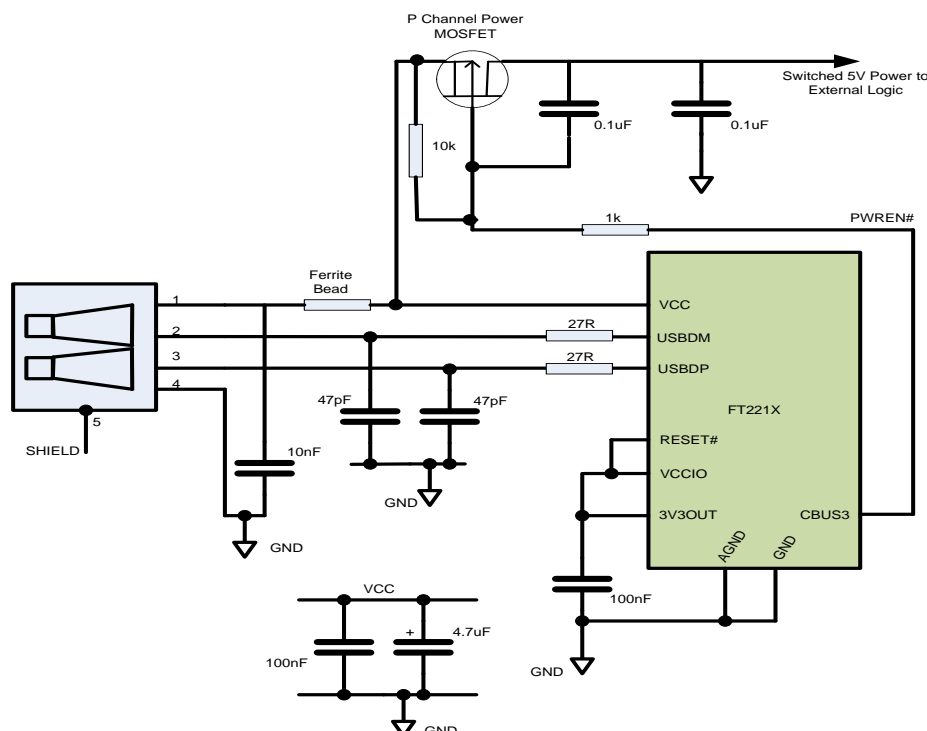 P Channel Power
MOSFET
Switched 5V Power to
External Logic
0.1uF
0.1uF
10k
1k
PWREN#
Ferrite
Bead
1
VCC
27R
2
USBDM
27R
3
USBDP
4
47pF
47pF
FT221X
5
SHIELD
RESET#
10nF
VCCIO
GND
3V3OUT
CBUS3
GND
AGND
GND
VCC
100nF
4.7uF
+
100nF
GND
GND